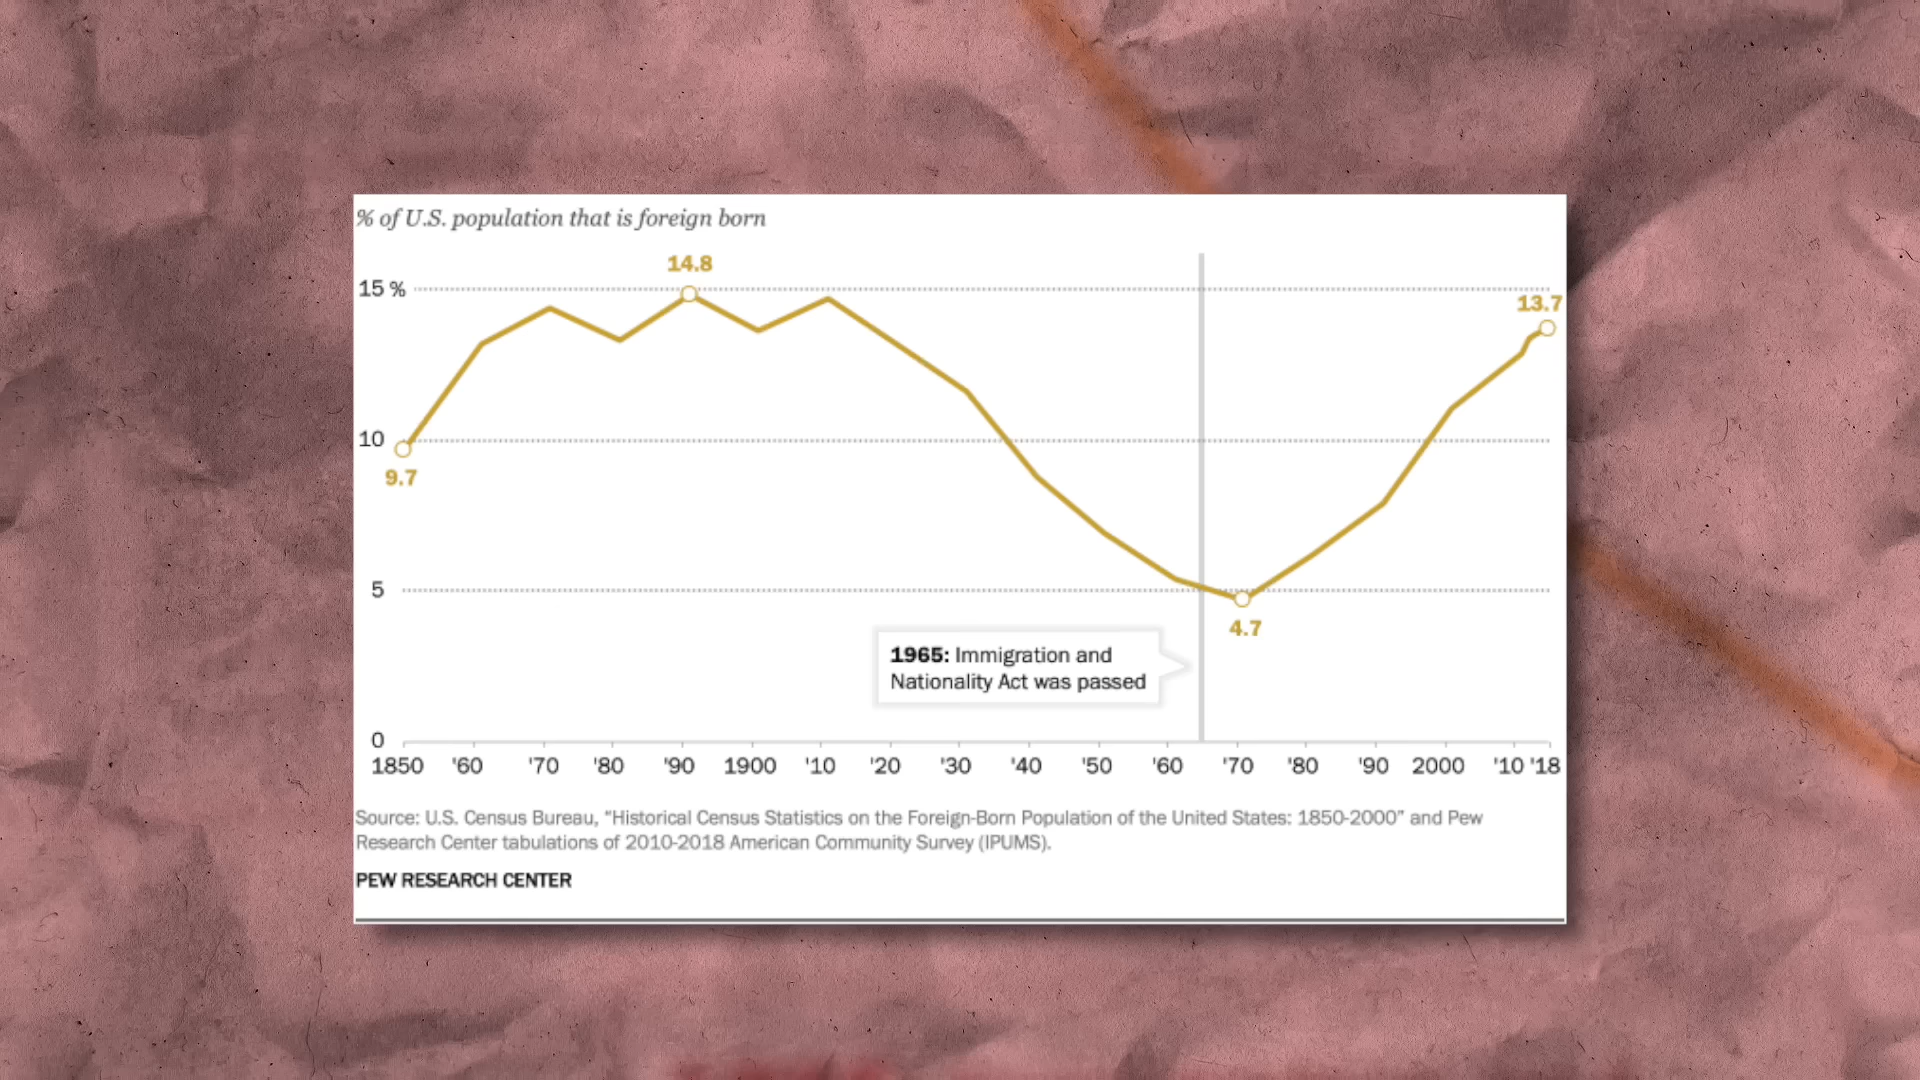 % of U.S. population that is foreign born
14.8
15 %
13.7
10
9.7
5
4.7
1965: Immigration and
Nationality Act was passed
0
1850 '60 '70 '80 '90 1900 '10 '20 '30 '40 '50 '60 '70 '80 '90 2000 '10 '18
Source: U.S. Census Bureau, “Historical Census Statistics on the Foreign-Born Population of the United States: 1850-2000” and Pew
Research Center tabulations of 2010-2018 American Community Survey (IPUMS).
PEW RESEARCH CENTER